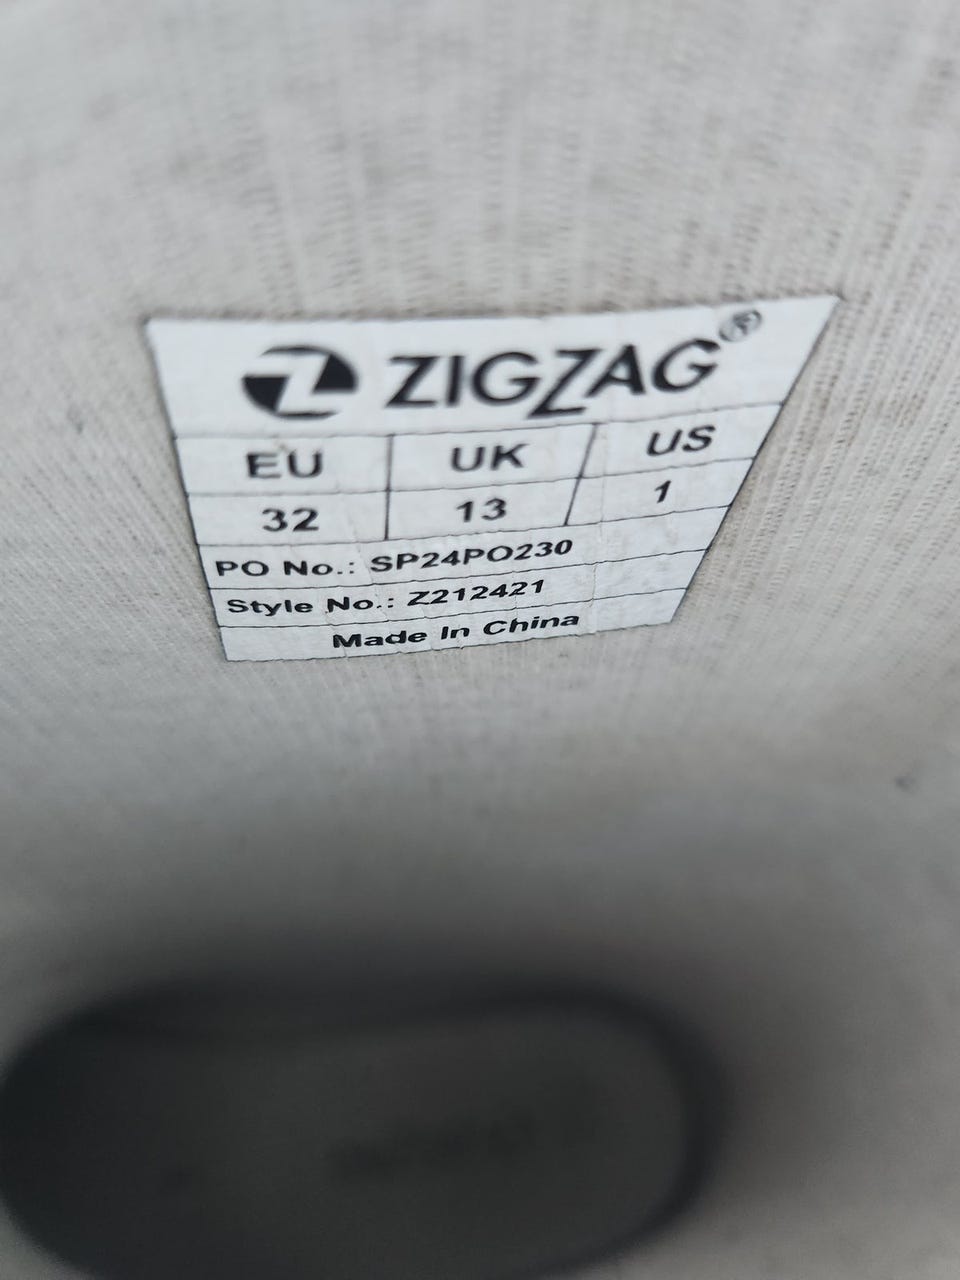 Z ZIGZAG®
EU UK US
32 13 1
PO No.: SP24PO230
Style No.: Z212421
Made In China